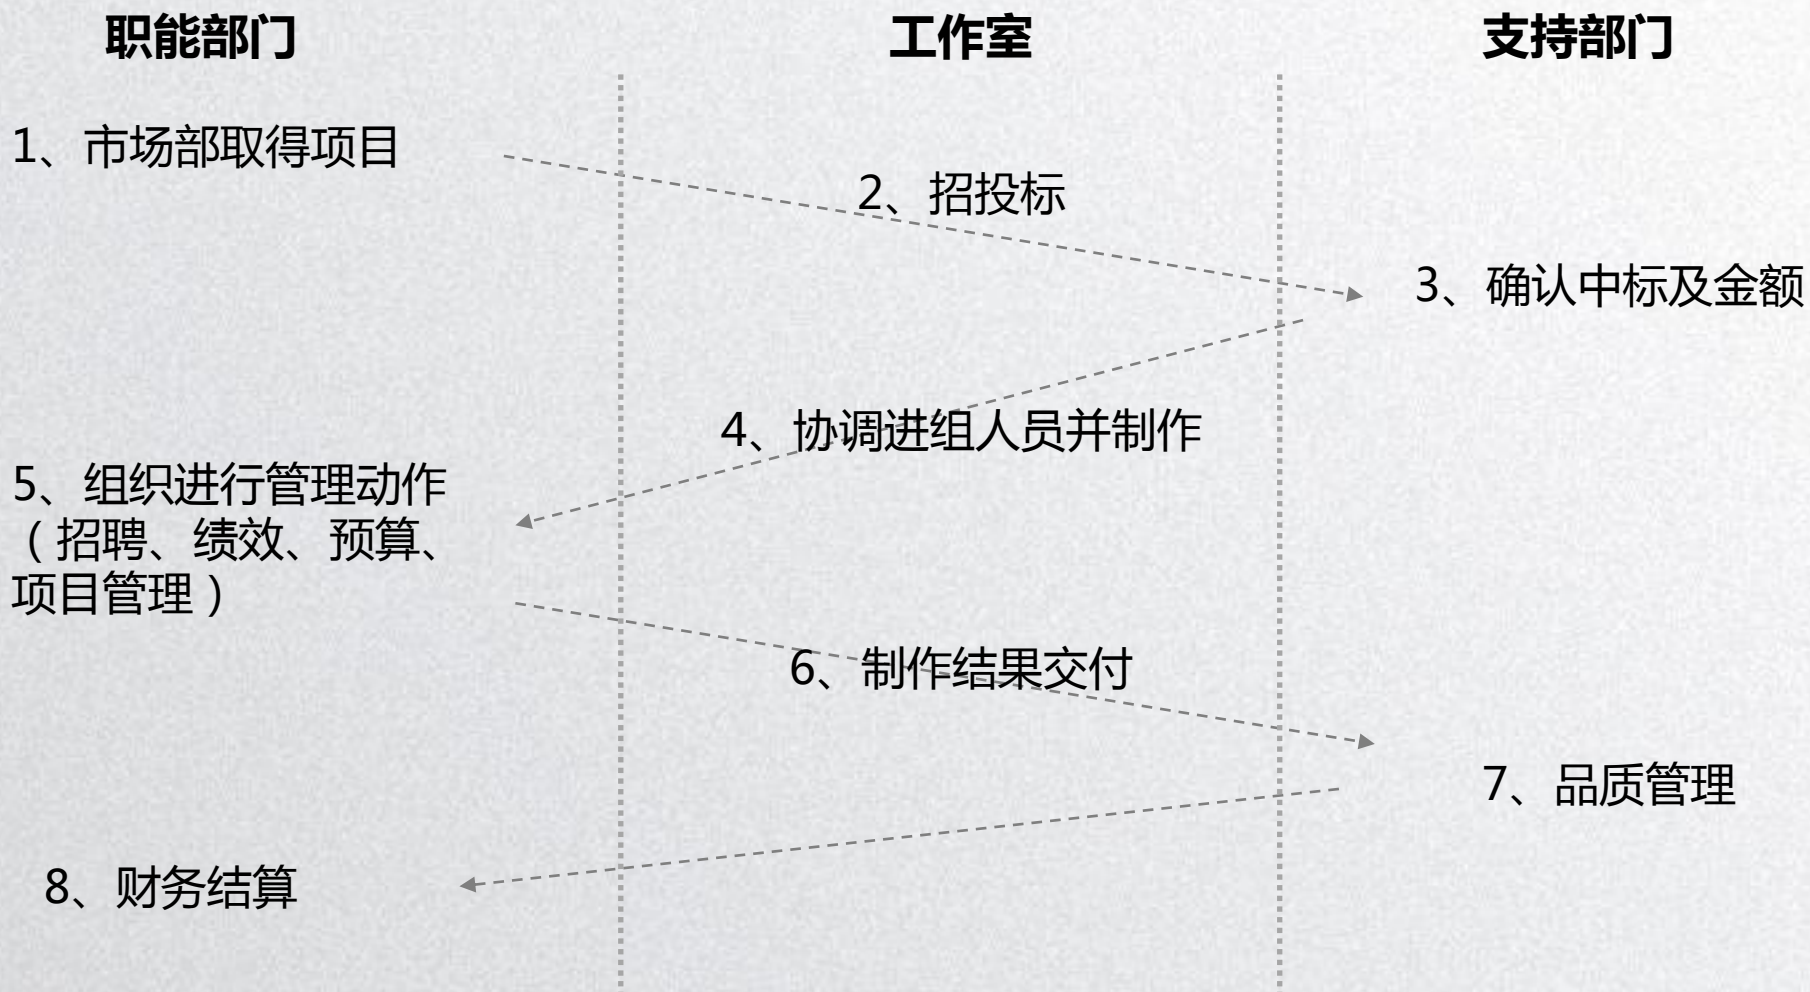 职能部门
工作室
支持部门
1、市场部取得项目
2、招投标
3、确认中标及金额
4、协调进组人员并制作
5、组织进行管理动作
（招聘、绩效、预算、
项目管理）
6、制作结果交付
7、品质管理
8、财务结算